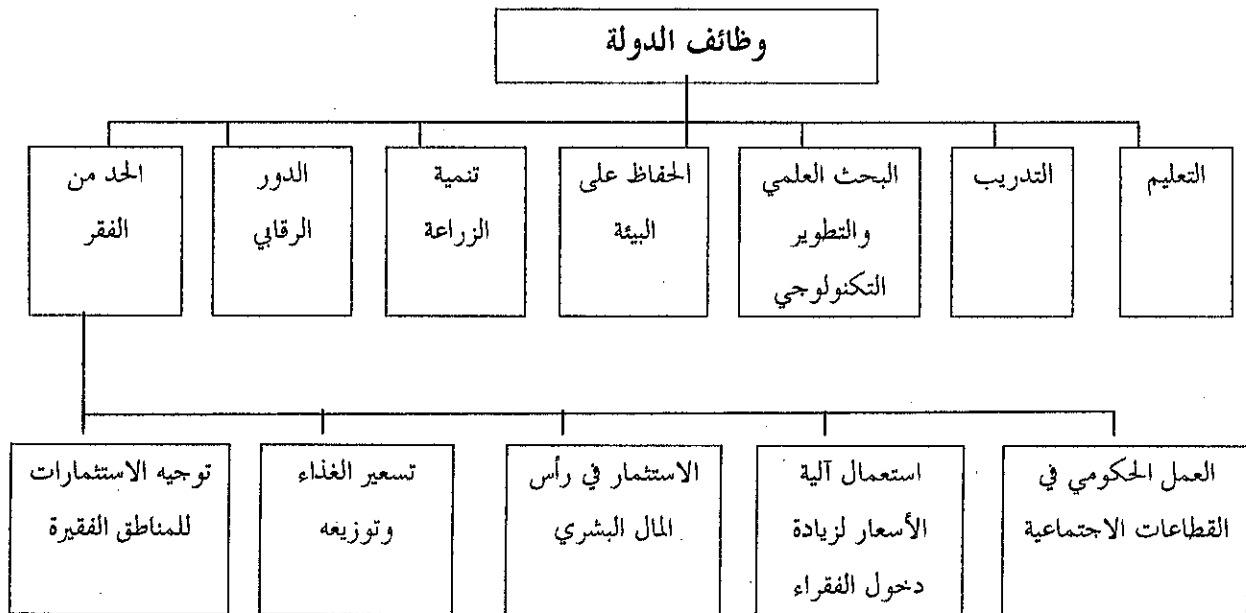 وظائف الدولة
التعليم
التدريب
البحث العلمي
والتطوير
التكنولوجي
الحفاظ على
البيئة
تنمية
الزراعة
الدور
الرقابي
الحد من
الفقر
العمل الحكومي في
القطاعات الاجتماعية
استعمال آلية
الأسعار لزيادة
دخول الفقراء
الاستثمار في رأس
المال البشري
تسعير الغذاء
وتوزيعه
توجيه الاستثمارات
للمناطق الفقيرة